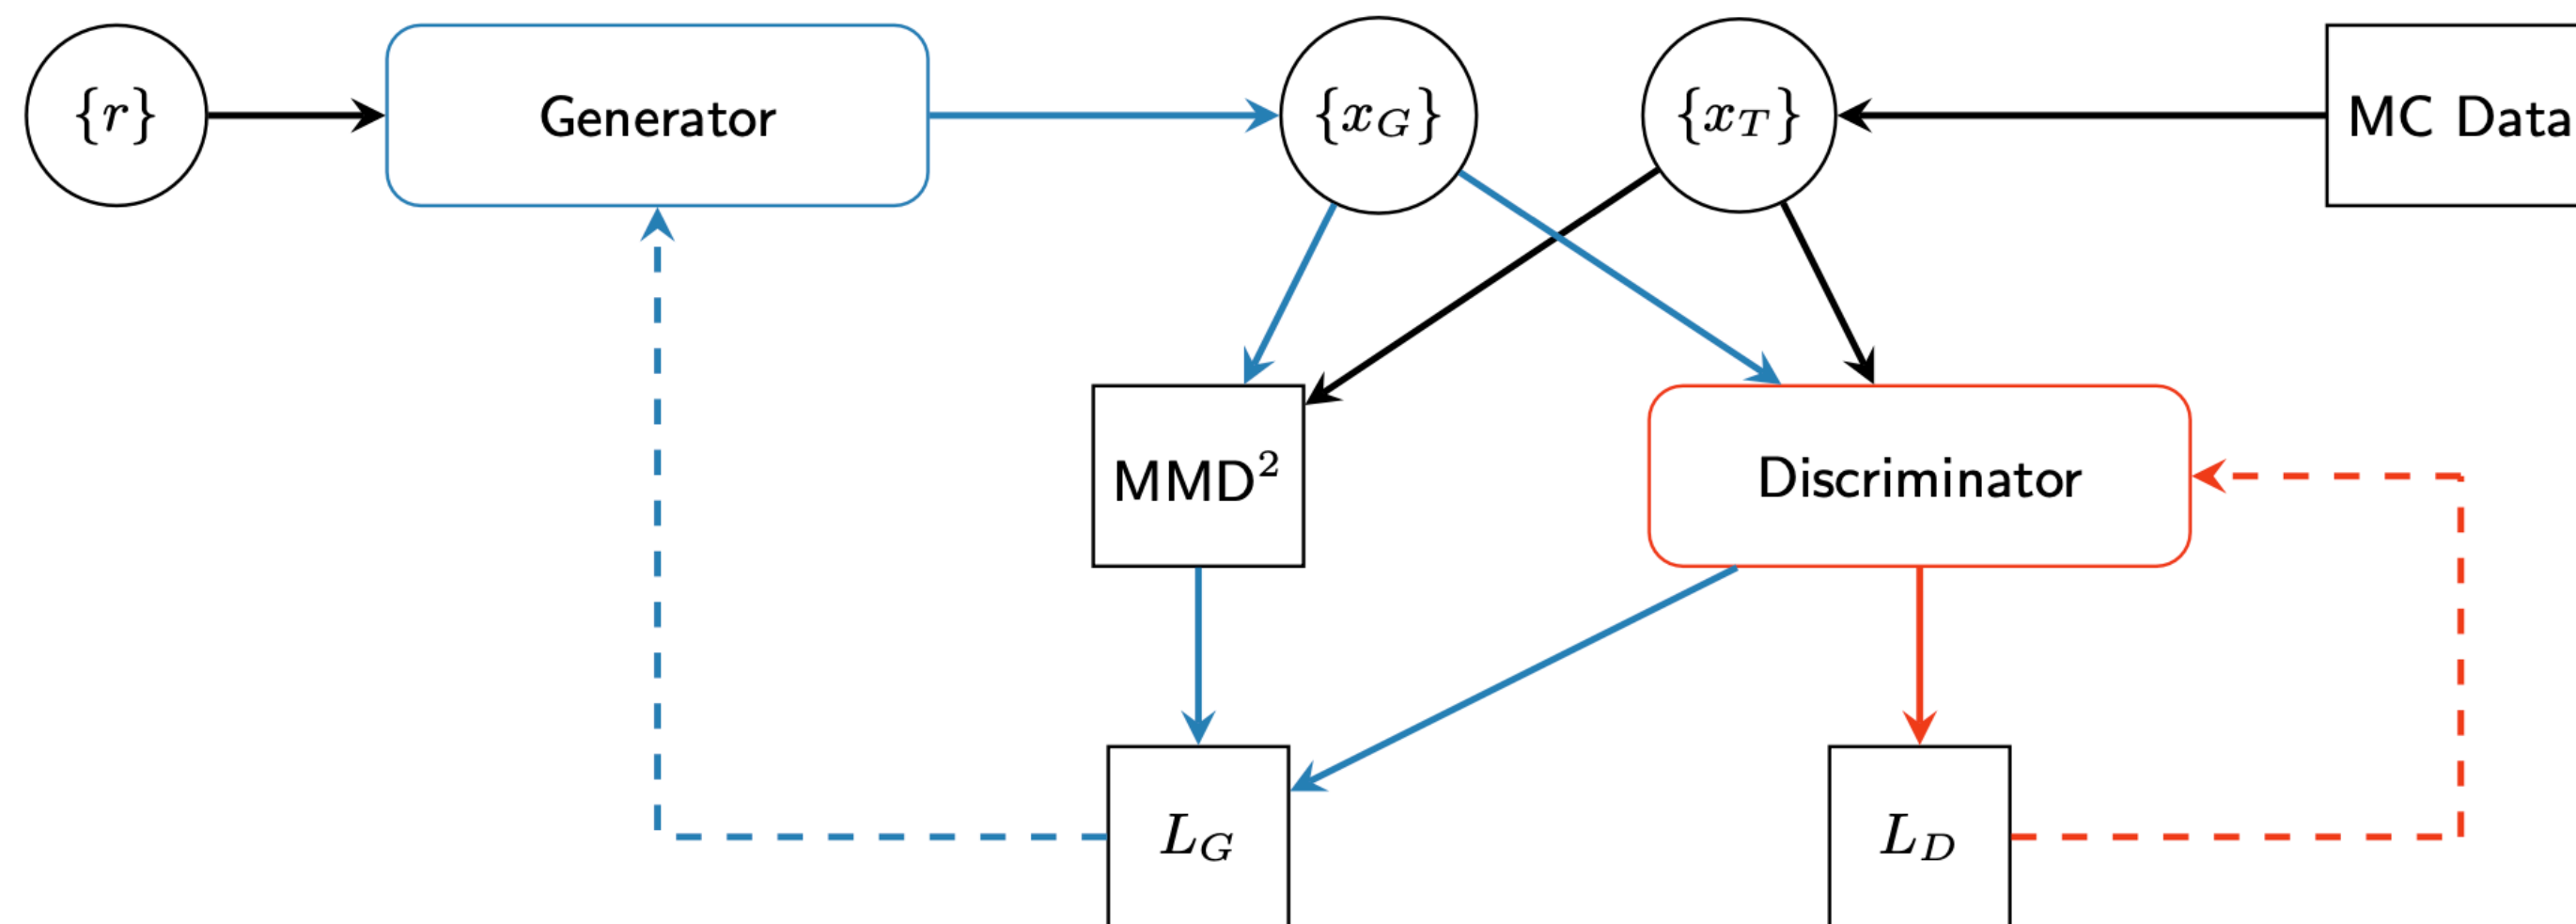 {r}
Generator
{x_G}
{x_T}
MC Data
MMD²
Discriminator
L_G
L_D